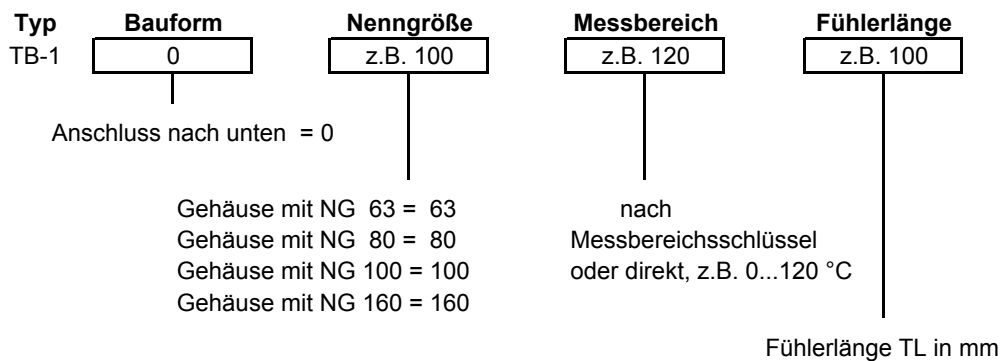 Typ Bauform Nenngröße Messbereich Fühlerlänge
TB-1 0 z.B. 100 z.B. 120 z.B. 100
Anschluss nach unten = 0
Gehäuse mit NG 63 = 63 nach
Gehäuse mit NG 80 = 80 Messbereichsschlüssel
Gehäuse mit NG 100 = 100 oder direkt, z.B. 0...120 °C
Gehäuse mit NG 160 = 160
Fühlerlänge TL in mm